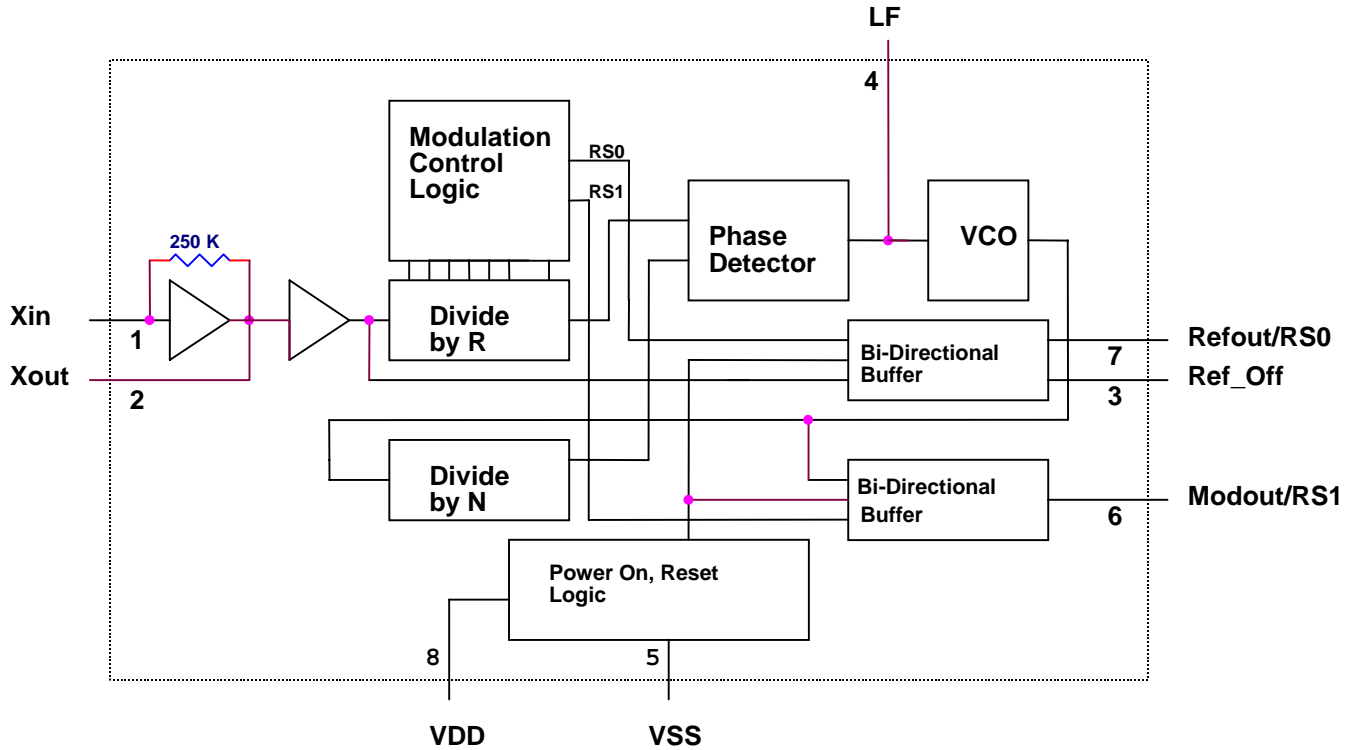 LF
4
Modulation
Control
Logic
RS0
RS1
250 K
Phase
Detector
VCO
Xin
1
Divide
by R
Xout
2
Bi-Directional
Buffer
Refout/RS0
7
Ref_Off
3
Divide
by N
Bi-Directional
Buffer
Modout/RS1
6
Power On, Reset
Logic
8
5
VDD
VSS